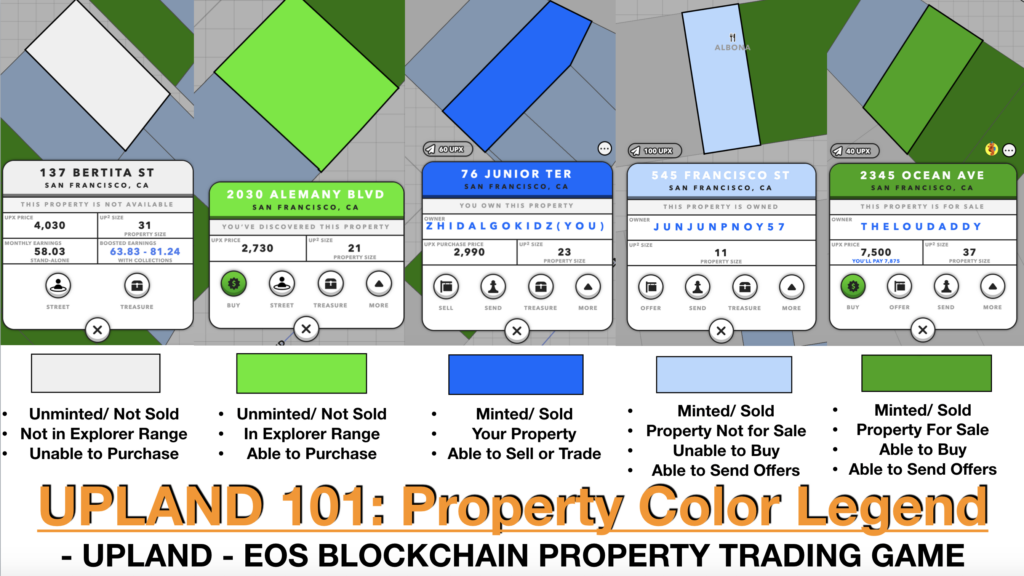 137 BERTITA ST
SAN FRANCISCO, CA
THIS PROPERTY IS NOT AVAILABLE
UPX PRICE
4,030
UP² SIZE
31
PROPERTY SIZE
MONTHLY EARNINGS
58.03
STAND-ALONE
BOOSTED EARNINGS
63.83 - 81.24
WITH COLLECTIONS
STREET
TREASURE
2030 ALEMANY BLVD
SAN FRANCISCO, CA
YOU'VE DISCOVERED THIS PROPERTY
UPX PRICE
2,730
UP² SIZE
21
PROPERTY SIZE
BUY
STREET
TREASURE
MORE
60 UPX
76 JUNIOR TER
SAN FRANCISCO, CA
YOU OWN THIS PROPERTY
OWNER
ZHIDALGOKIDZ(YOU)
UPX PURCHASE PRICE
2,990
UP² SIZE
23
PROPERTY SIZE
SELL
SEND
TREASURE
MORE
ALBONA
100 UPX
545 FRANCISCO ST
SAN FRANCISCO, CA
THIS PROPERTY IS OWNED
OWNER
JUNJUNPNOY57
UP² SIZE
11
PROPERTY SIZE
OFFER
SEND
TREASURE
MORE
40 UPX
2345 OCEAN AVE
SAN FRANCISCO, CA
THIS PROPERTY IS FOR SALE
OWNER
THELOUDADDY
UPX PRICE
7,500
YOU'LL PAY 7,875
UP² SIZE
37
PROPERTY SIZE
BUY
OFFER
SEND
MORE
• Unminted/ Not Sold
• Not in Explorer Range
• Unable to Purchase
• Unminted/ Not Sold
• In Explorer Range
• Able to Purchase
• Minted/ Sold
• Your Property
• Able to Sell or Trade
• Minted/ Sold
• Property Not for Sale
• Unable to Buy
• Able to Send Offers
• Minted/ Sold
• Property For Sale
• Able to Buy
• Able to Send Offers
UPLAND 101: Property Color Legend
- UPLAND - EOS BLOCKCHAIN PROPERTY TRADING GAME